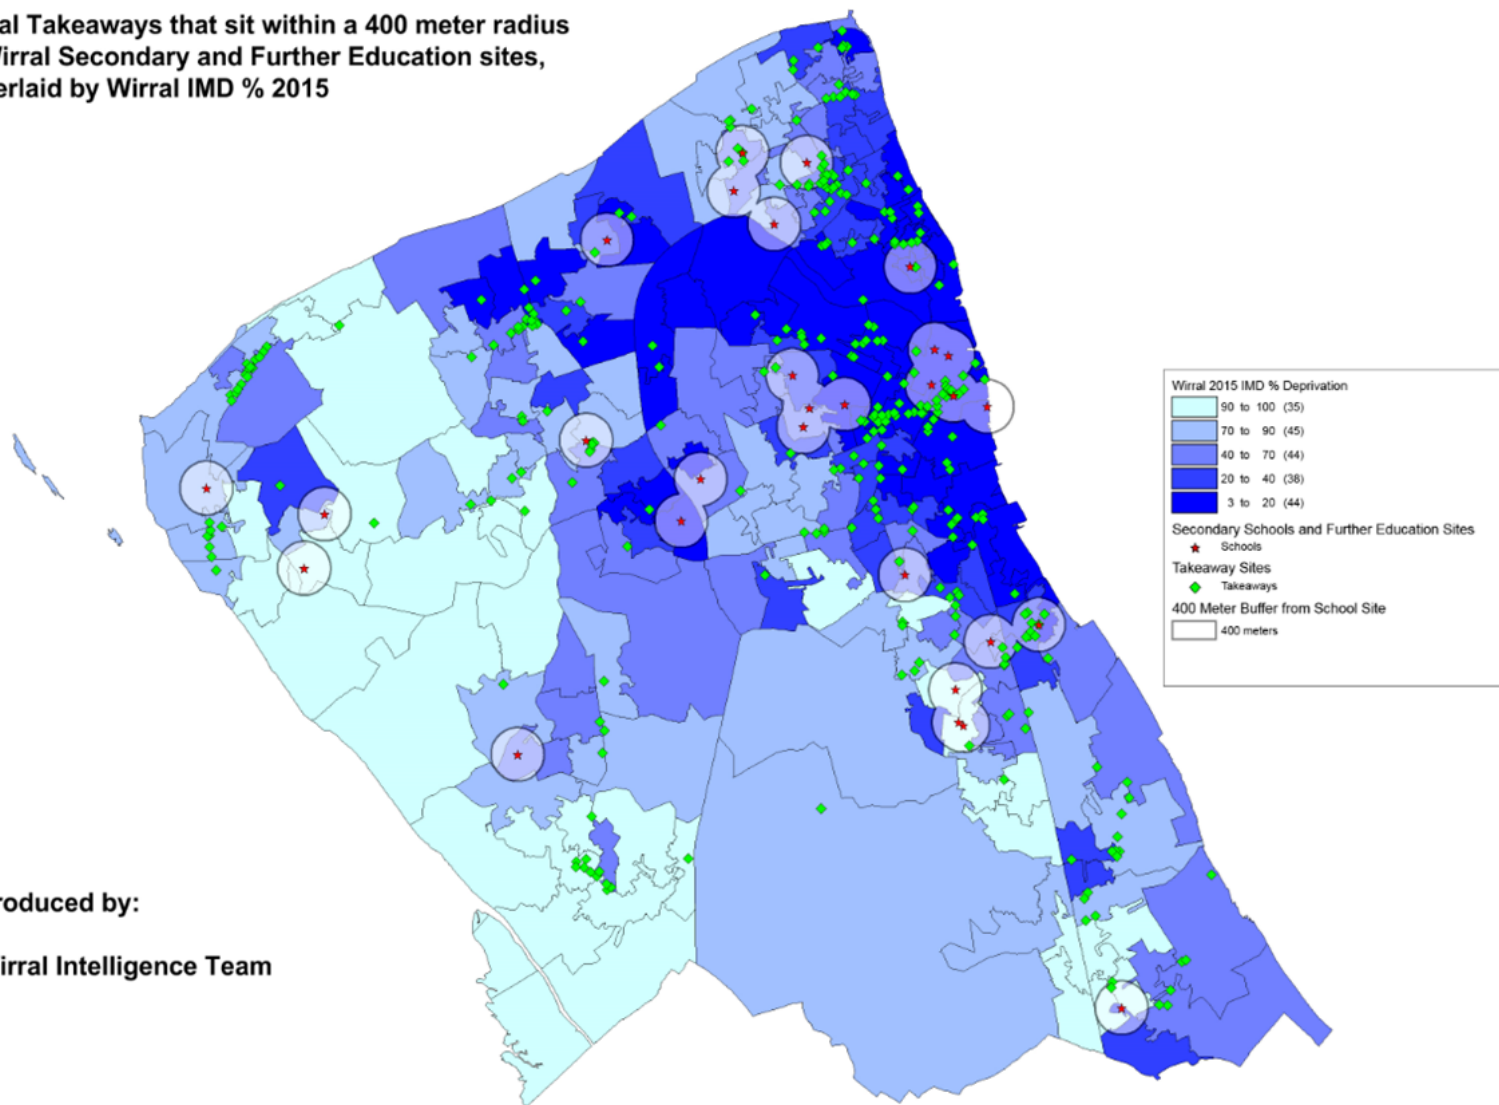 al Takeaways that sit within a 400 meter radius
Wirral Secondary and Further Education sites,
erlaid by Wirral IMD % 2015
roduced by:
irral Intelligence Team
Wirral 2015 IMD % Deprivation
90 to 100 (35)
70 to 90 (45)
40 to 70 (44)
20 to 40 (38)
3 to 20 (44)
Secondary Schools and Further Education Sites
Schools
Takeaway Sites
Takeaways
400 Meter Buffer from School Site
400 meters